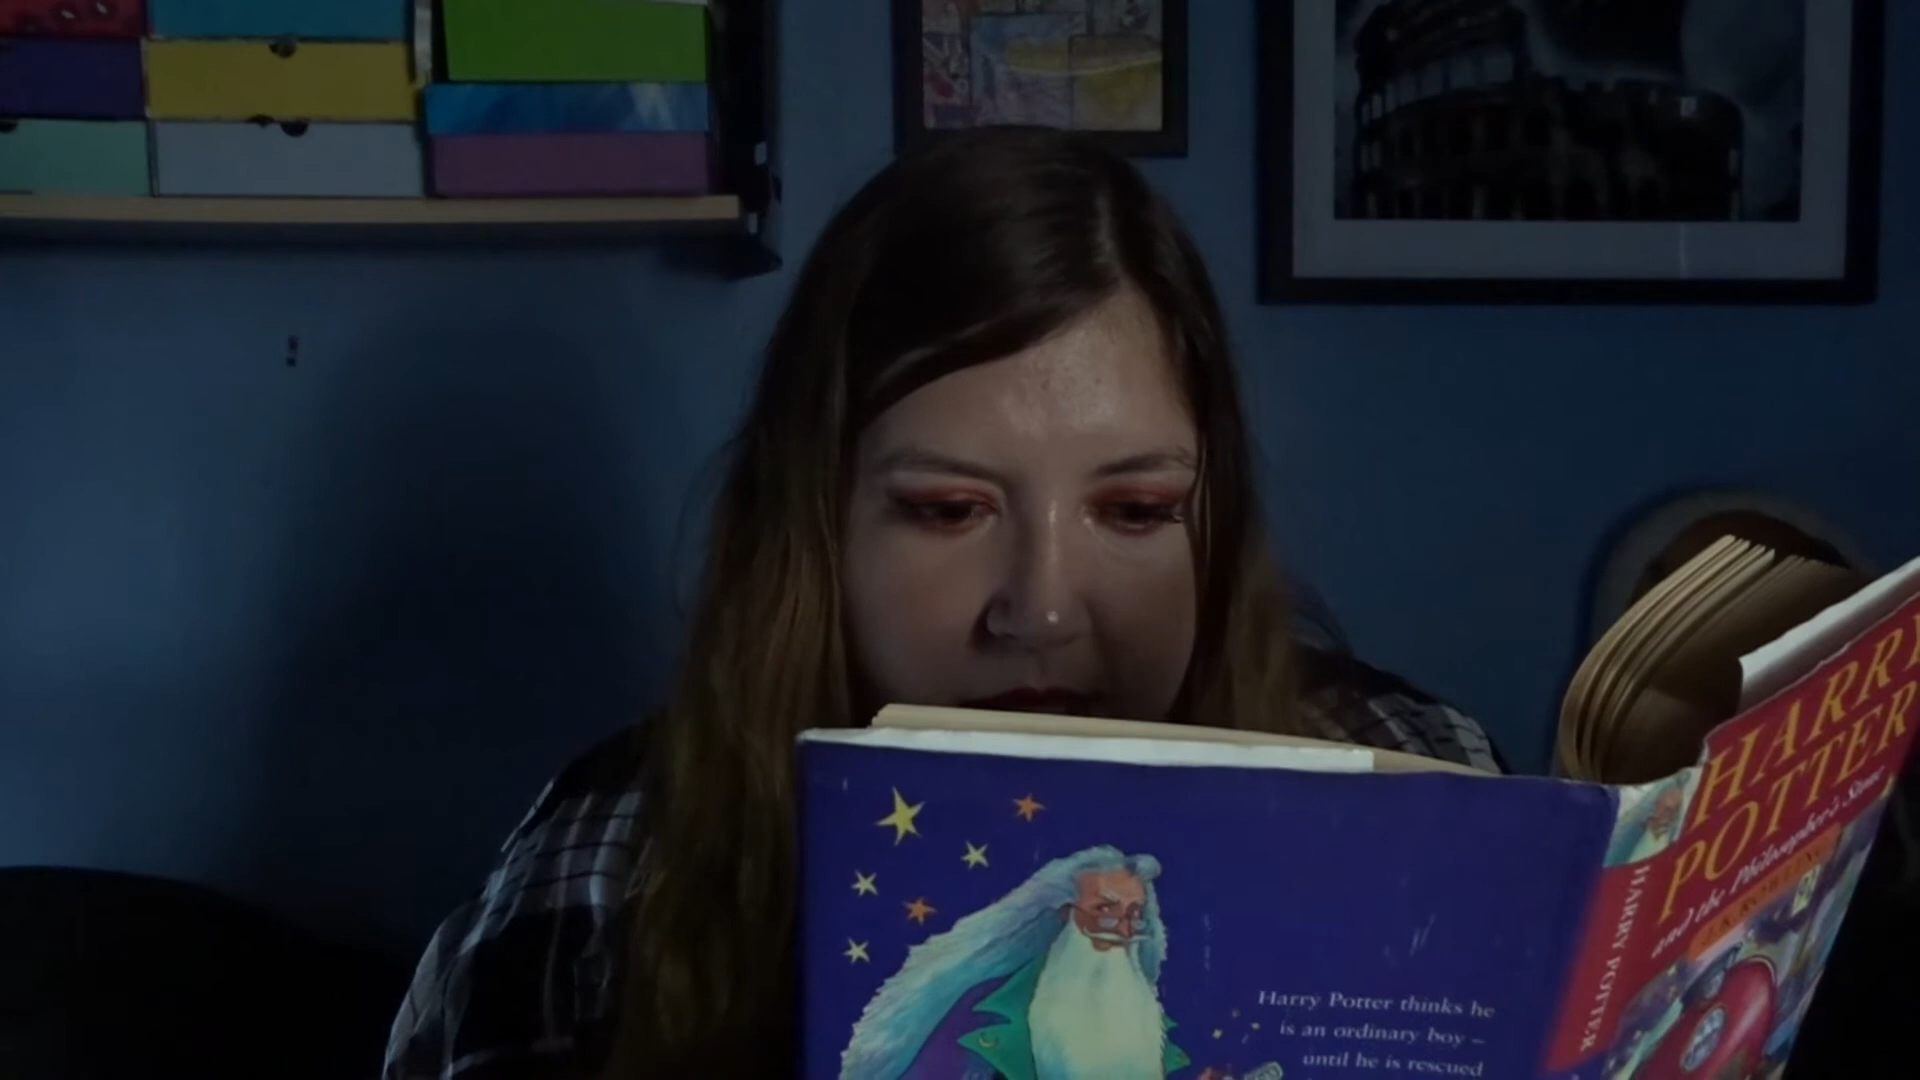 HARRY
POTTER
and the Philosopher's Stone
J.K. ROWLING
HARRY POTTER
Harry Potter thinks he
is an ordinary boy –
until he is rescued